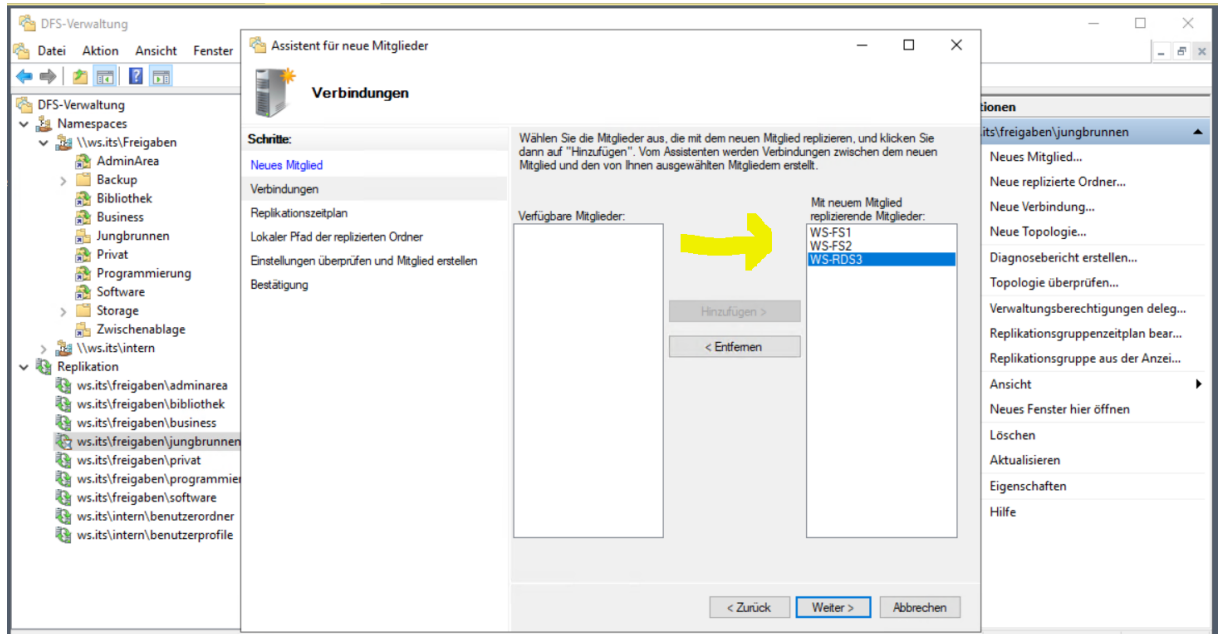 DFS-Verwaltung
Datei Aktion Ansicht Fenster
DFS-Verwaltung
Namespaces
\\ws.its\Freigaben
AdminArea
Backup
Bibliothek
Business
Jungbrunnen
Privat
Programmierung
Software
Storage
Zwischenablage
\\ws.its\intern
Replikation
ws.its\freigaben\adminarea
ws.its\freigaben\bibliothek
ws.its\freigaben\business
ws.its\freigaben\jungbrunnen
ws.its\freigaben\privat
ws.its\freigaben\programmier
ws.its\freigaben\software
ws.its\intern\benutzerordner
ws.its\intern\benutzerprofile
Assistent für neue Mitglieder
Verbindungen
Schritte:
Neues Mitglied
Verbindungen
Replikationszeitplan
Lokaler Pfad der replizierten Ordner
Einstellungen überprüfen und Mitglied erstellen
Bestätigung
Wählen Sie die Mitglieder aus, die mit dem neuen Mitglied replizieren, und klicken Sie
dann auf "Hinzufügen". Vom Assistenten werden Verbindungen zwischen dem neuen
Mitglied und den von Ihnen ausgewählten Mitgliedern erstellt.
Verfügbare Mitglieder:
Mit neuem Mitglied
replizierende Mitglieder:
WS-FS1
WS-FS2
WS-RDS3
Hinzufügen >
< Entfernen
< Zurück Weiter > Abbrechen
tionen
its\freigaben\jungbrunnen
Neues Mitglied...
Neue replizierte Ordner...
Neue Verbindung...
Neue Topologie...
Diagnosebericht erstellen...
Topologie überprüfen...
Verwaltungsberechtigungen deleg...
Replikationsgruppenzeitplan bear...
Replikationsgruppe aus der Anzei...
Ansicht
Neues Fenster hier öffnen
Löschen
Aktualisieren
Eigenschaften
Hilfe